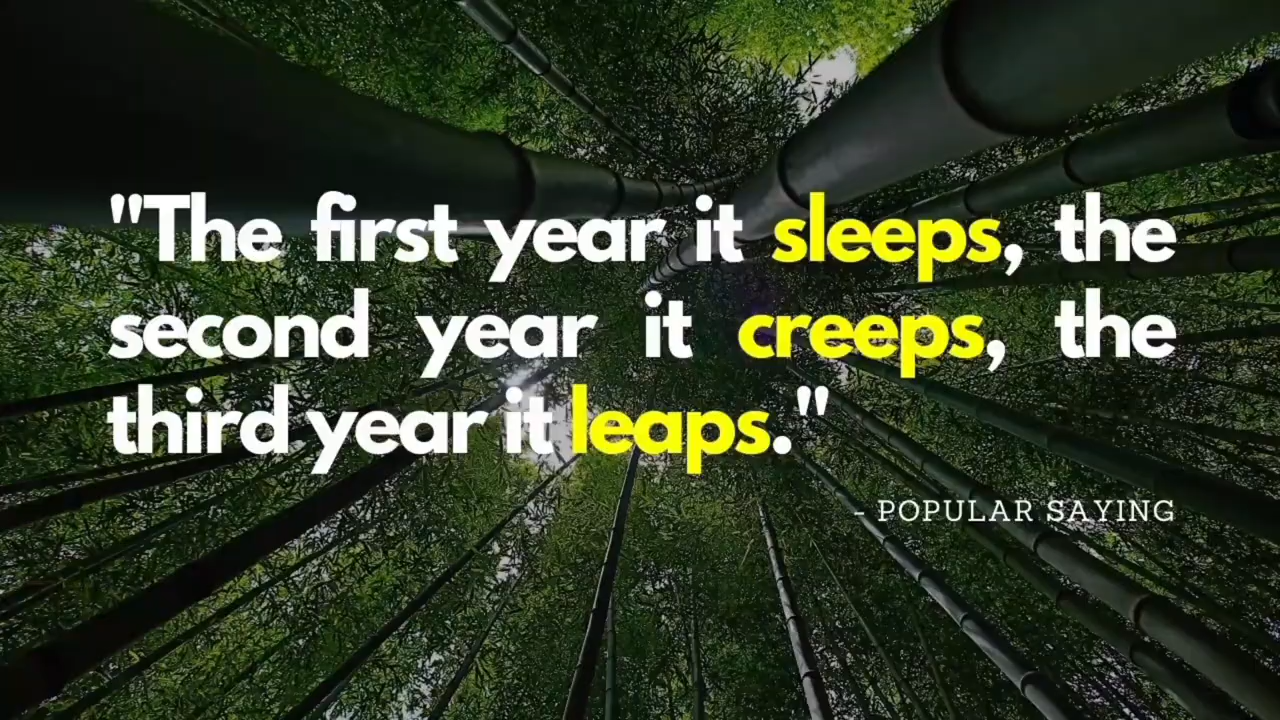 "The first year it sleeps, the
second year it creeps, the
third year it leaps."
- POPULAR SAYING